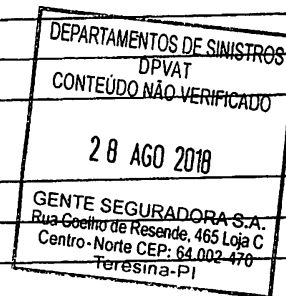 DEPARTAMENTOS DE SINISTROS
DPVAT
CONTEÚDO NÃO VERIFICADO
28 AGO 2018
GENTE SEGURADORA S.A.
Rua Coelho de Resende, 465 Loja C
Centro-Norte CEP: 64.002-470
Teresina-PI